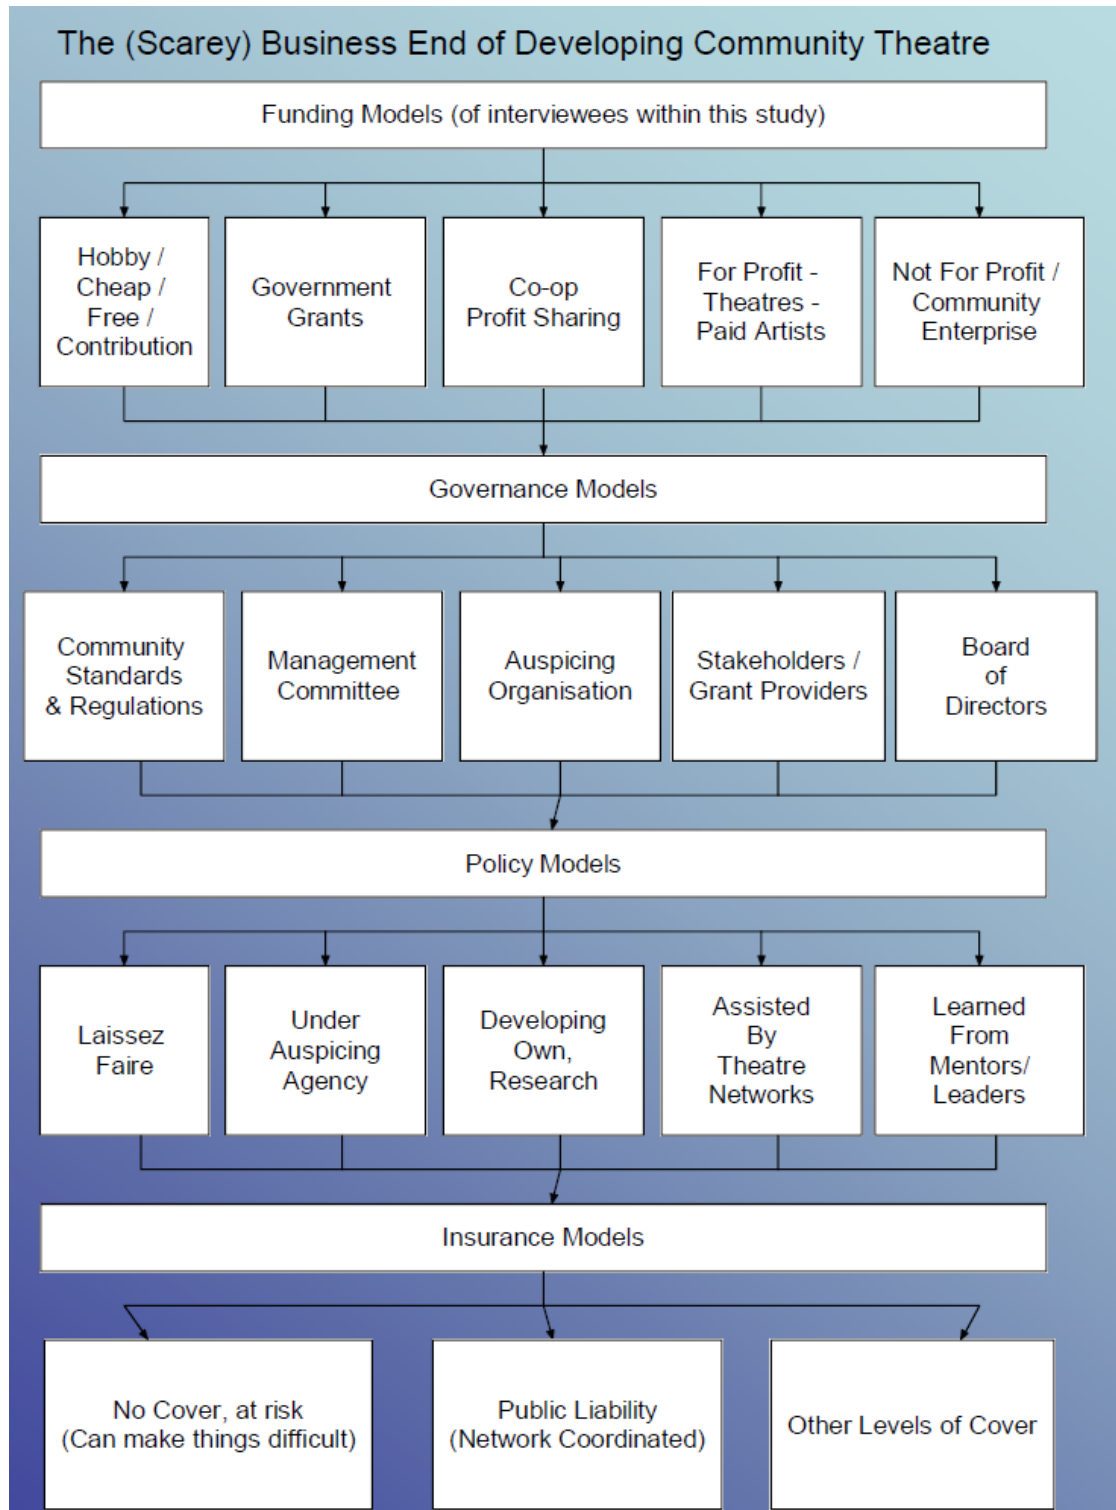 The (Scarey) Business End of Developing Community Theatre
Funding Models (of interviewees within this study)
Hobby /
Cheap /
Free /
Contribution
Government
Grants
Co-op
Profit Sharing
For Profit -
Theatres -
Paid Artists
Not For Profit /
Community
Enterprise
Governance Models
Community
Standards
& Regulations
Management
Committee
Auspicing
Organisation
Stakeholders /
Grant Providers
Board
of
Directors
Policy Models
Laissez
Faire
Under
Auspicing
Agency
Developing
Own,
Research
Assisted
By
Theatre
Networks
Learned
From
Mentors/
Leaders
Insurance Models
No Cover, at risk
(Can make things difficult)
Public Liability
(Network Coordinated)
Other Levels of Cover